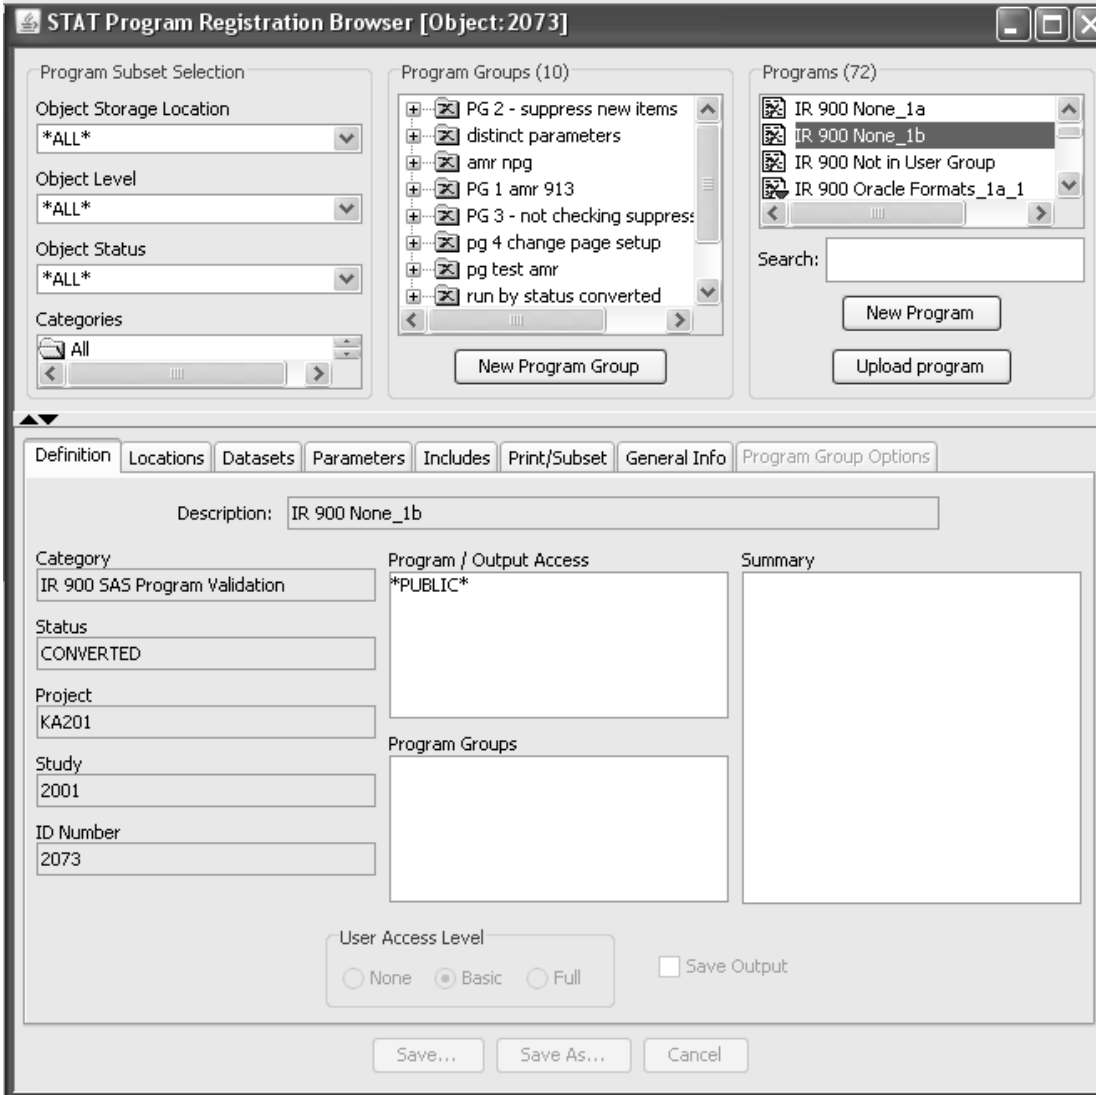 STAT Program Registration Browser [Object:2073]
Program Subset Selection
Object Storage Location
*ALL*
Object Level
*ALL*
Object Status
*ALL*
Categories
All
Program Groups (10)
PG 2 - suppress new items
distinct parameters
amr npg
PG 1 amr 913
PG 3 - not checking suppress
pg 4 change page setup
pg test amr
run by status converted
New Program Group
Programs (72)
IR 900 None_1a
IR 900 None_1b
IR 900 Not in User Group
IR 900 Oracle Formats_1a_1
Search:
New Program
Upload program
Definition
Locations
Datasets
Parameters
Includes
Print/Subset
General Info
Program Group Options
Description:
IR 900 None_1b
Category
IR 900 SAS Program Validation
Status
CONVERTED
Project
KA201
Study
2001
ID Number
2073
Program / Output Access
*PUBLIC*
Program Groups
Summary
User Access Level
None
Basic
Full
Save Output
Save...
Save As...
Cancel